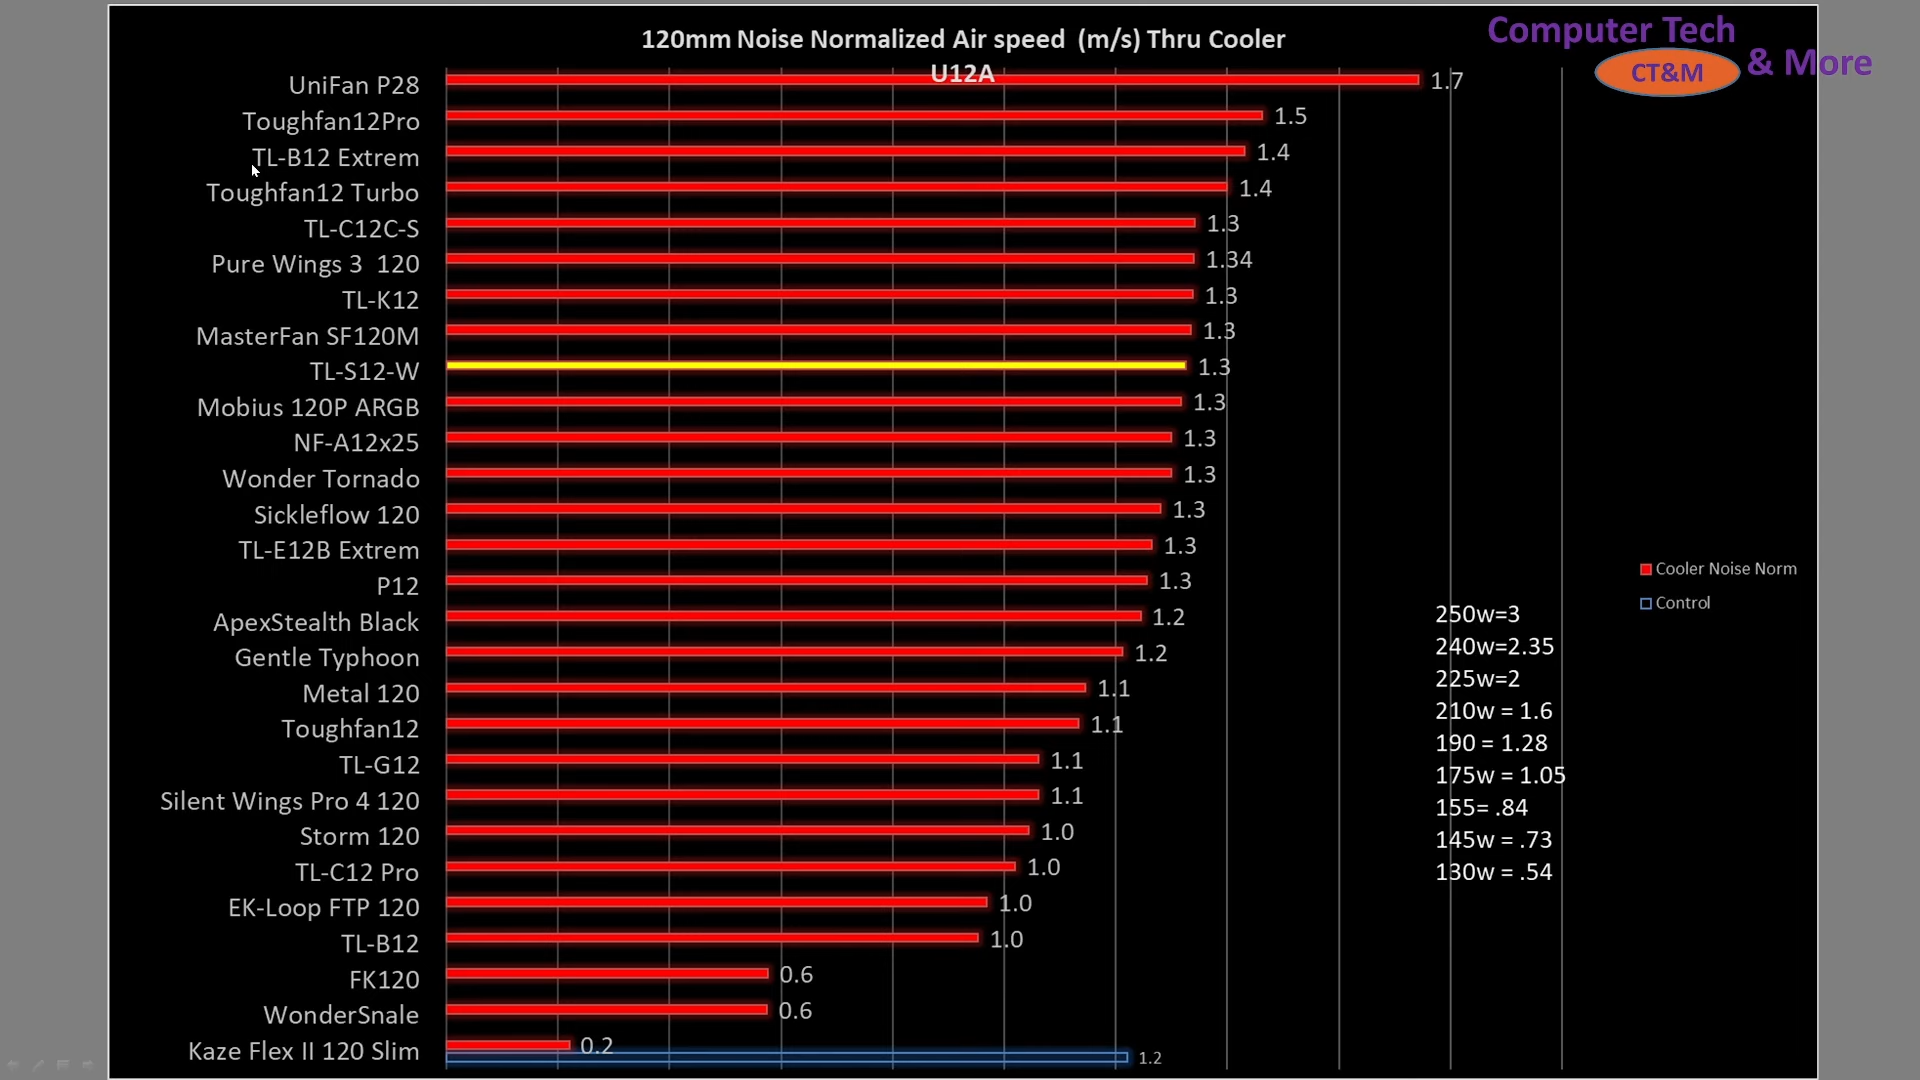 120mm Noise Normalized Air speed (m/s) Thru Cooler
U12A
Computer Tech
CT&M
& More
UniFan P28 1.7
Toughfan12Pro 1.5
TL-B12 Extrem 1.4
Toughfan12 Turbo 1.4
TL-C12C-S 1.3
Pure Wings 3 120 1.34
TL-K12 1.3
MasterFan SF120M 1.3
TL-S12-W 1.3
Mobius 120P ARGB 1.3
NF-A12x25 1.3
Wonder Tornado 1.3
Sickleflow 120 1.3
TL-E12B Extrem 1.3
P12 1.3
ApexStealth Black 1.2
Gentle Typhoon 1.2
Metal 120 1.1
Toughfan12 1.1
TL-G12 1.1
Silent Wings Pro 4 120 1.1
Storm 120 1.0
TL-C12 Pro 1.0
EK-Loop FTP 120 1.0
TL-B12 1.0
FK120 0.6
WonderSnale 0.6
Kaze Flex II 120 Slim 0.2
1.2
Cooler Noise Norm
Control
250w=3
240w=2.35
225w=2
210w = 1.6
190 = 1.28
175w = 1.05
155= .84
145w = .73
130w = .54